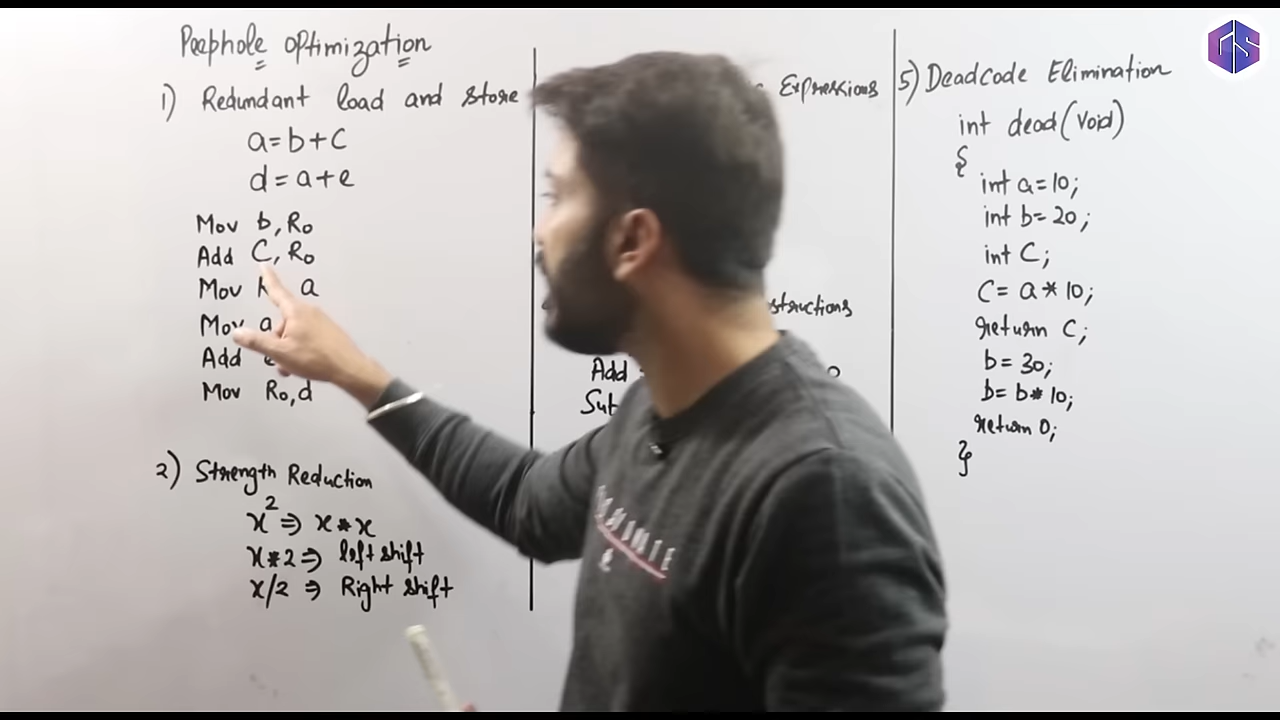 Peephole optimization
1) Redundant load and store
a=b+c
d=a+e
Mov b,R0
Add C,R0
Mov a
Mov a
Add
Mov R0,d
2) Strength Reduction
x² ⇒ x*x
x*2 ⇒ left shift
x/2 ⇒ Right shift
Expressions
Add
Sub
5) Deadcode Elimination
int dead(void)
{
int a=10;
int b=20;
int C;
C= a*10;
return C;
b=30;
b=b*10;
return 0;
}
GS